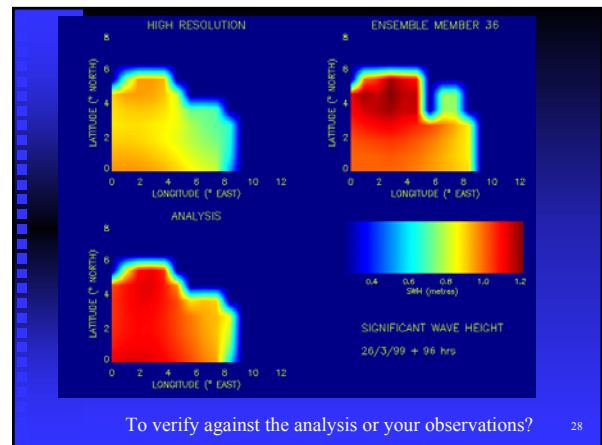 HIGH RESOLUTION
8
6
4
2
0
LATITUDE (° NORTH)
0 2 4 6 8 10 12
LONGITUDE (° EAST)
ENSEMBLE MEMBER 36
8
6
4
2
0
LATITUDE (° NORTH)
0 2 4 6 8 10 12
LONGITUDE (° EAST)
ANALYSIS
8
6
4
2
0
LATITUDE (° NORTH)
0 2 4 6 8 10 12
LONGITUDE (° EAST)
0.4 0.6 0.8 1.0 1.2
SWH (metres)
SIGNIFICANT WAVE HEIGHT
26/3/99 + 96 hrs
To verify against the analysis or your observations?
28